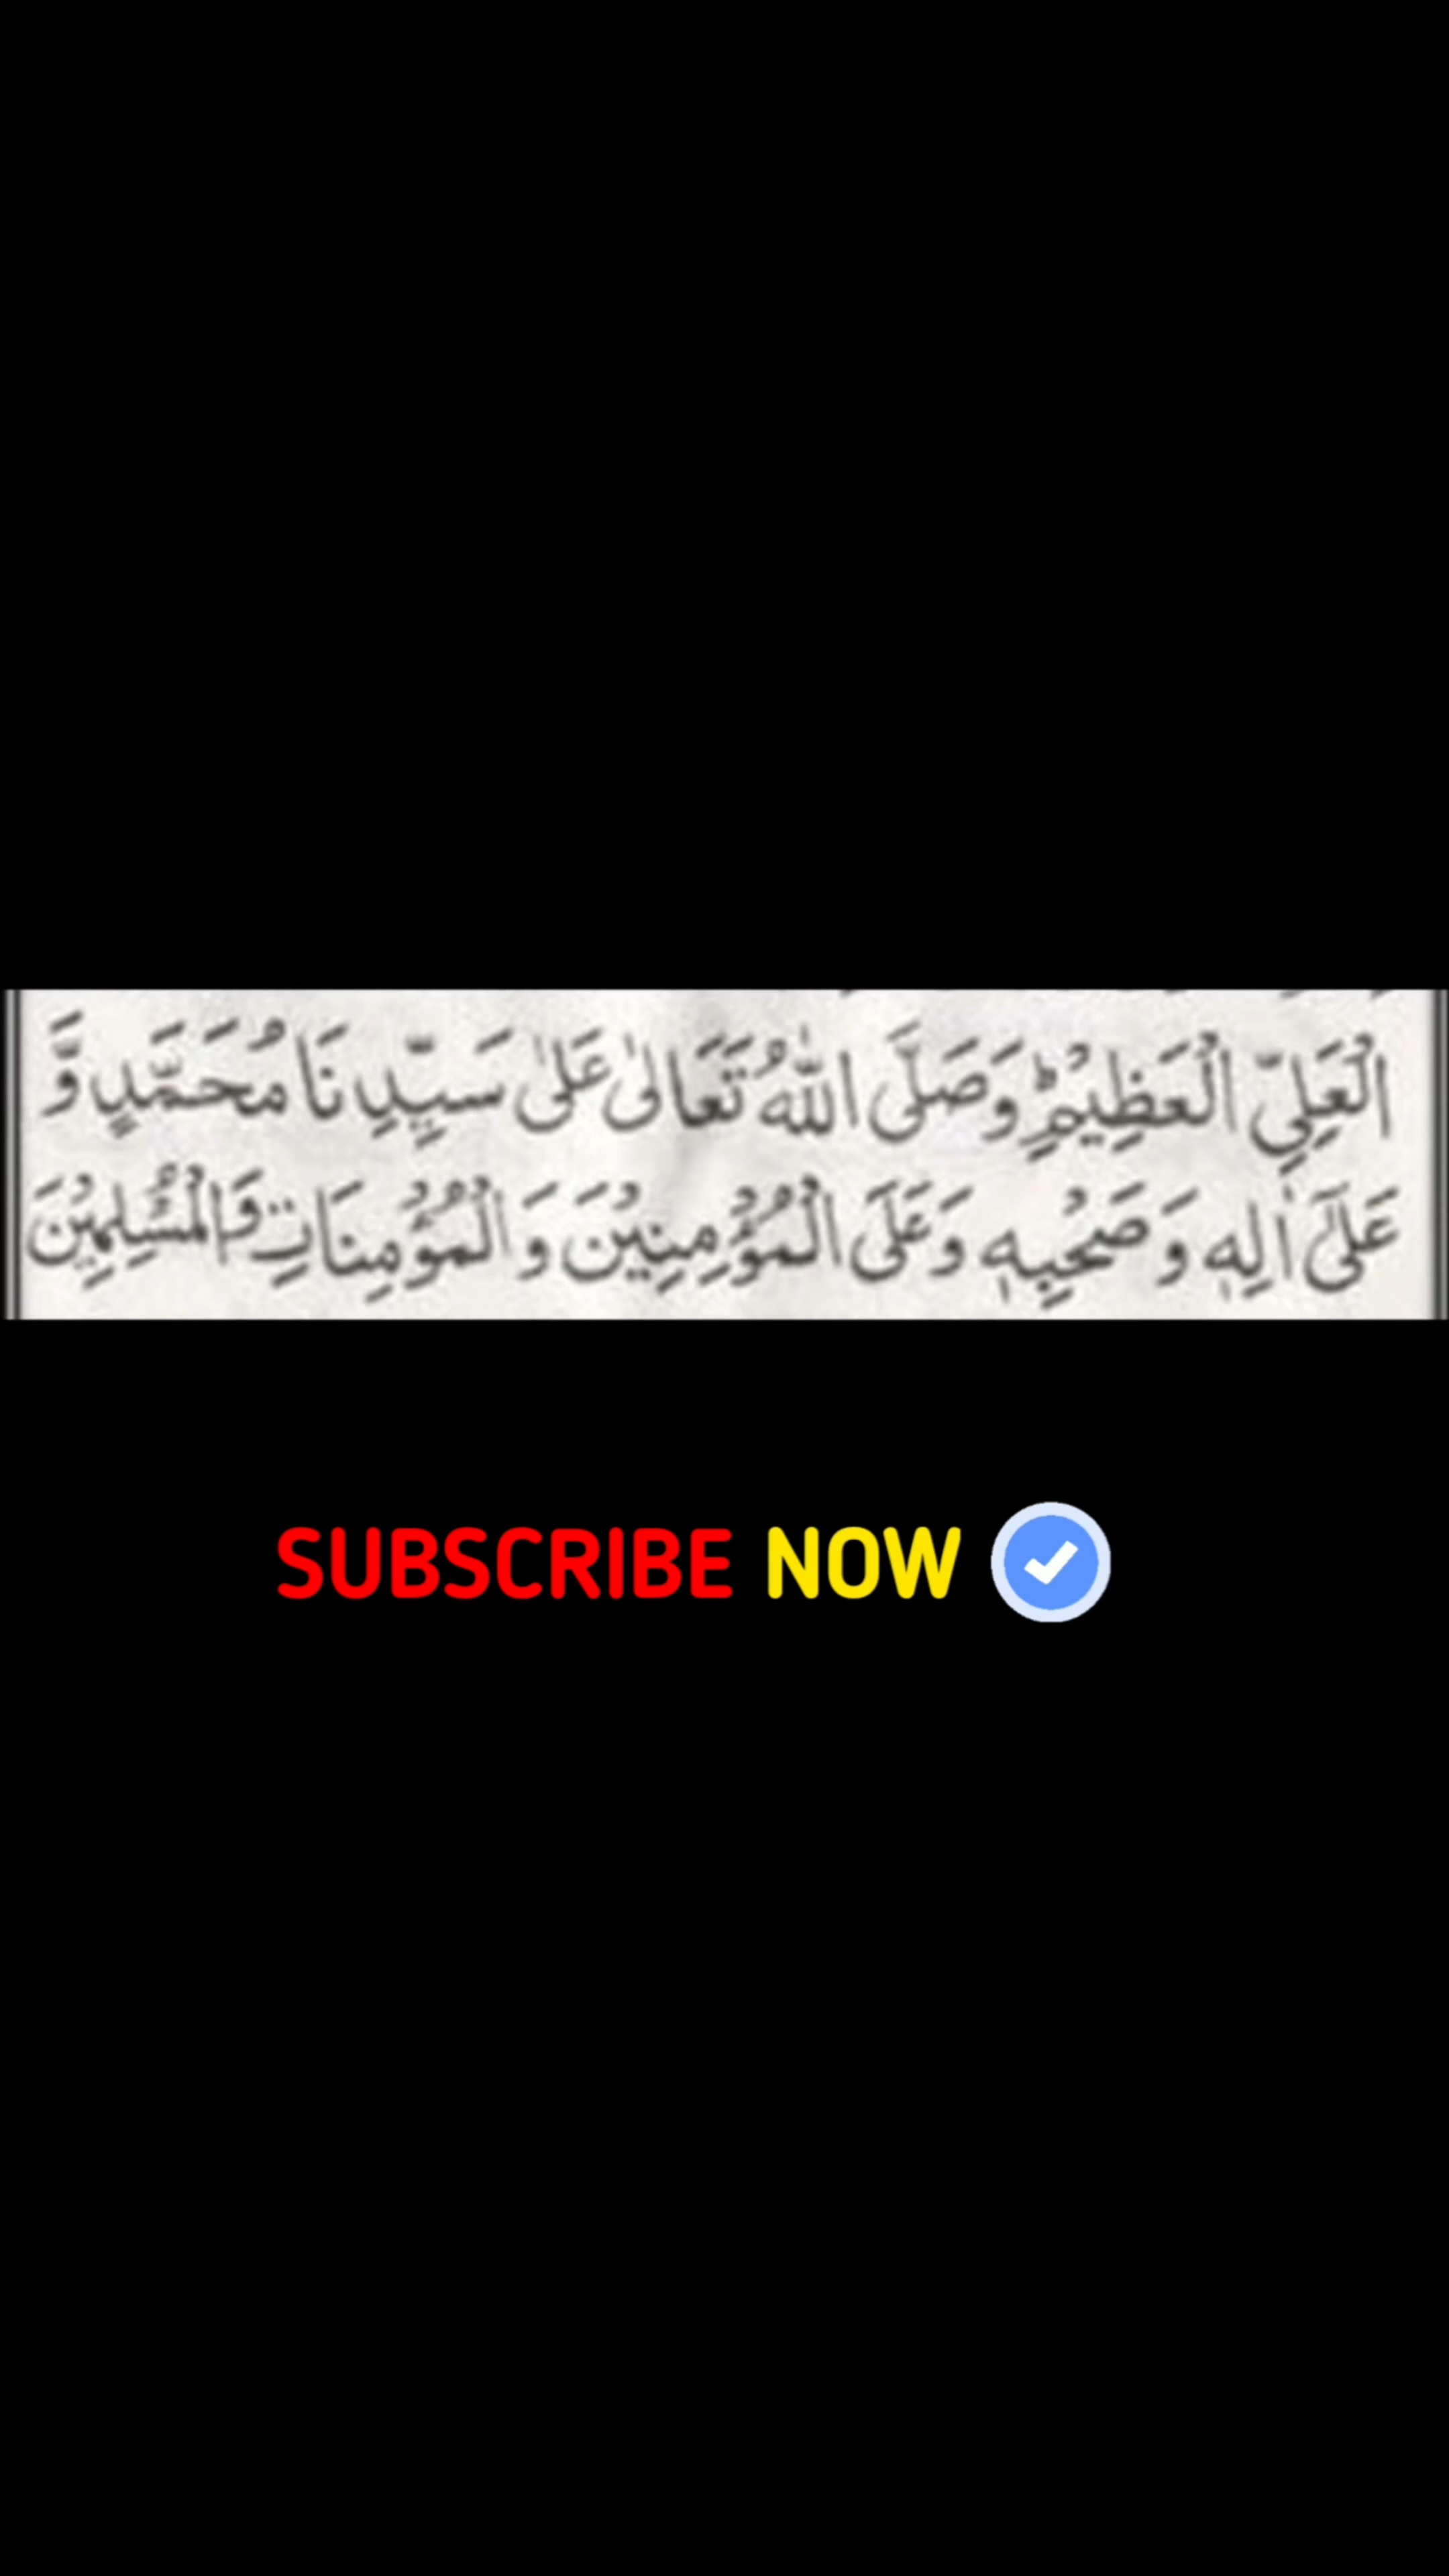 الْعَلِيِّ الْعَظِيْمِؕ وَصَلَّى اللّٰهُ تَعَالٰى عَلٰى سَيِّدِنَا مُحَمَّدٍ وَّ
عَلٰٓى اٰلِهٖ وَصَحْبِهٖ وَعَلَى الْمُؤْمِنِيْنَ وَالْمُؤْمِنَاتِ وَالْمُسْلِمِيْنَ
SUBSCRIBE NOW